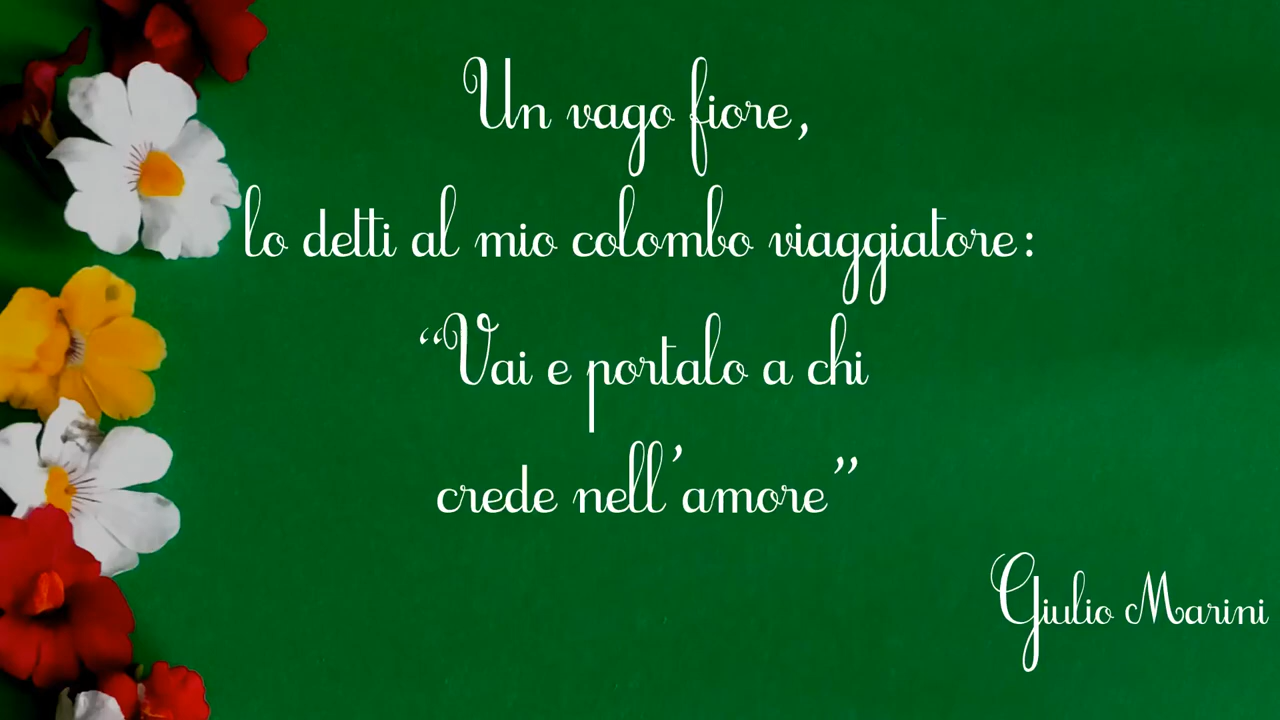 Un vago fiore,
lo detti al mio colombo viaggiatore:
“Vai e portalo a chi
crede nell’amore”
Giulio Marini